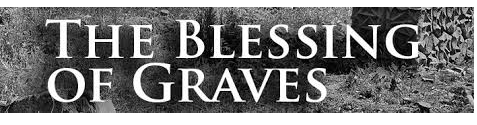 The Blessing
of Graves